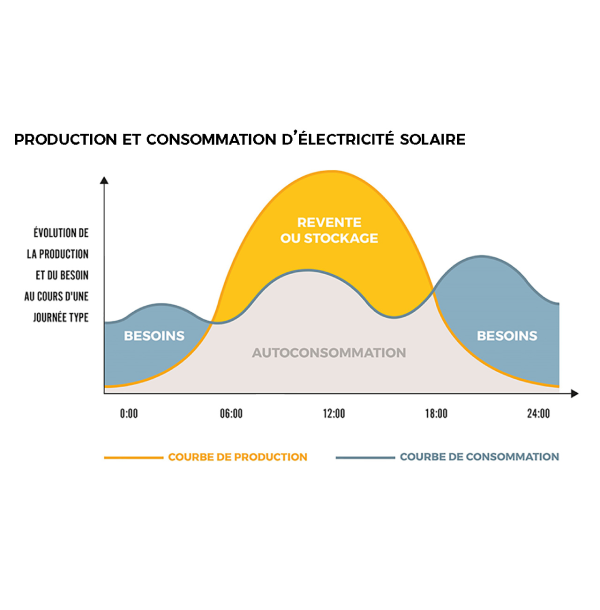 PRODUCTION ET CONSOMMATION D'ÉLECTRICITÉ SOLAIRE
ÉVOLUTION DE
LA PRODUCTION
ET DU BESOIN
AU COURS D'UNE
JOURNÉE TYPE
REVENTE
OU STOCKAGE
BESOINS
BESOINS
AUTOCONSOMMATION
0:00 06:00 12:00 18:00 24:00
COURBE DE PRODUCTION COURBE DE CONSOMMATION